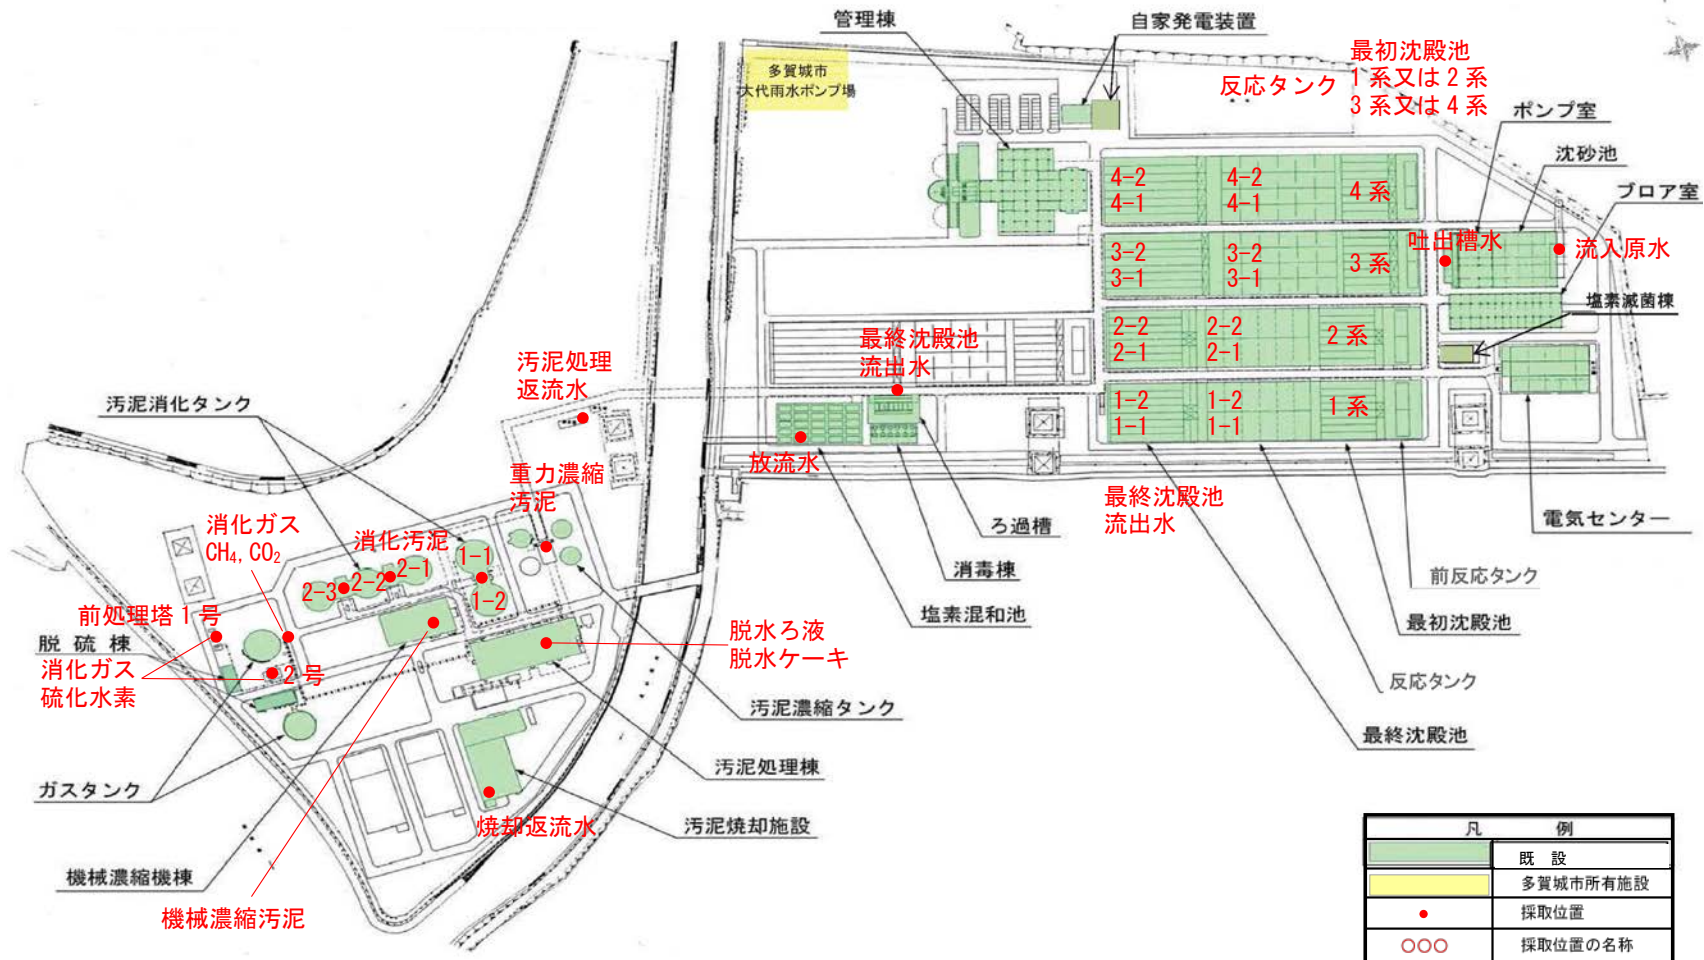 管理棟
自家発電装置
多賀城市
大代雨水ポンプ場
反応タンク
最初沈殿池
1系又は2系
3系又は4系
ポンプ室
沈砂池
ブロア室
4-2
4-1
4-2
4-1
4系
3-2
3-1
3-2
3-1
3系
吐出槽水
流入原水
塩素滅菌棟
2-2
2-1
2-2
2-1
2系
1-2
1-1
1-2
1-1
1系
最終沈殿池
流出水
汚泥処理
返流水
汚泥消化タンク
放流水
重力濃縮
汚泥
最終沈殿池
流出水
ろ過槽
電気センター
消毒棟
前反応タンク
塩素混和池
最初沈殿池
反応タンク
最終沈殿池
消化ガス
CH₄, CO₂
消化汚泥
1-1
1-2
2-1
2-2
2-3
前処理塔1号
脱硫棟
消化ガス
硫化水素
2号
脱水ろ液
脱水ケーキ
汚泥濃縮タンク
汚泥処理棟
ガスタンク
焼却返流水
汚泥焼却施設
機械濃縮機棟
機械濃縮汚泥
凡例
既設
多賀城市所有施設
採取位置
○○○ 採取位置の名称